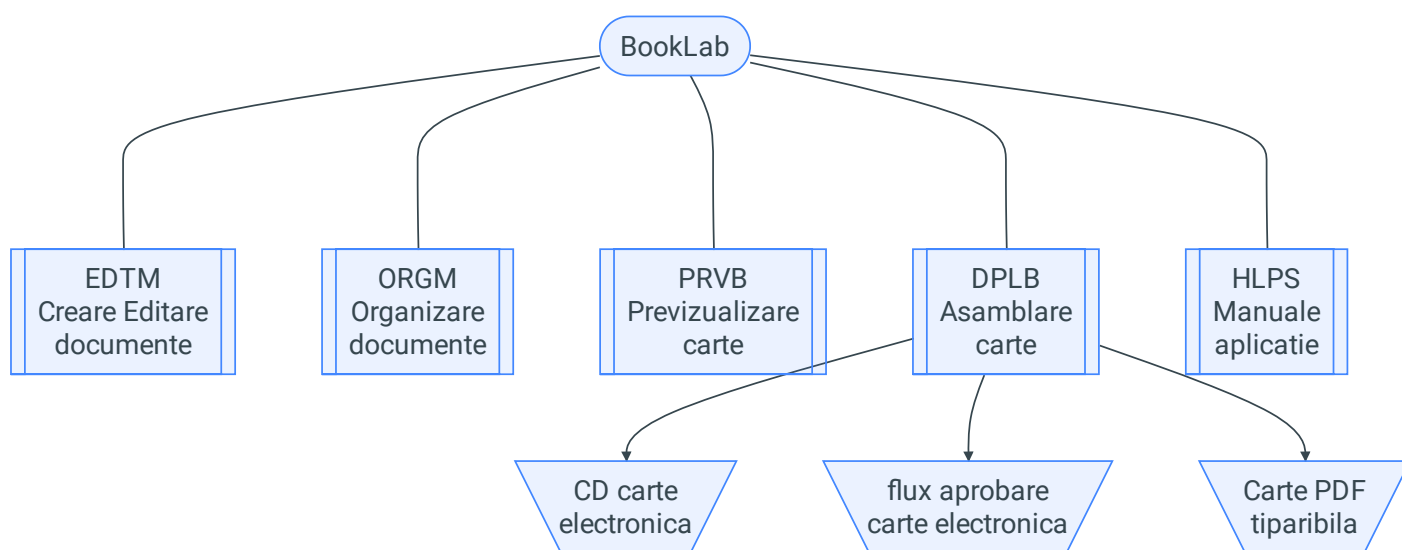 BookLab
EDTM
Creare Editare
documente
ORGM
Organizare
documente
PRVB
Previzualizare
carte
DPLB
Asamblare
carte
HLPS
Manuale
aplicatie
CD carte
electronica
flux aprobare
carte electronica
Carte PDF
tiparibila